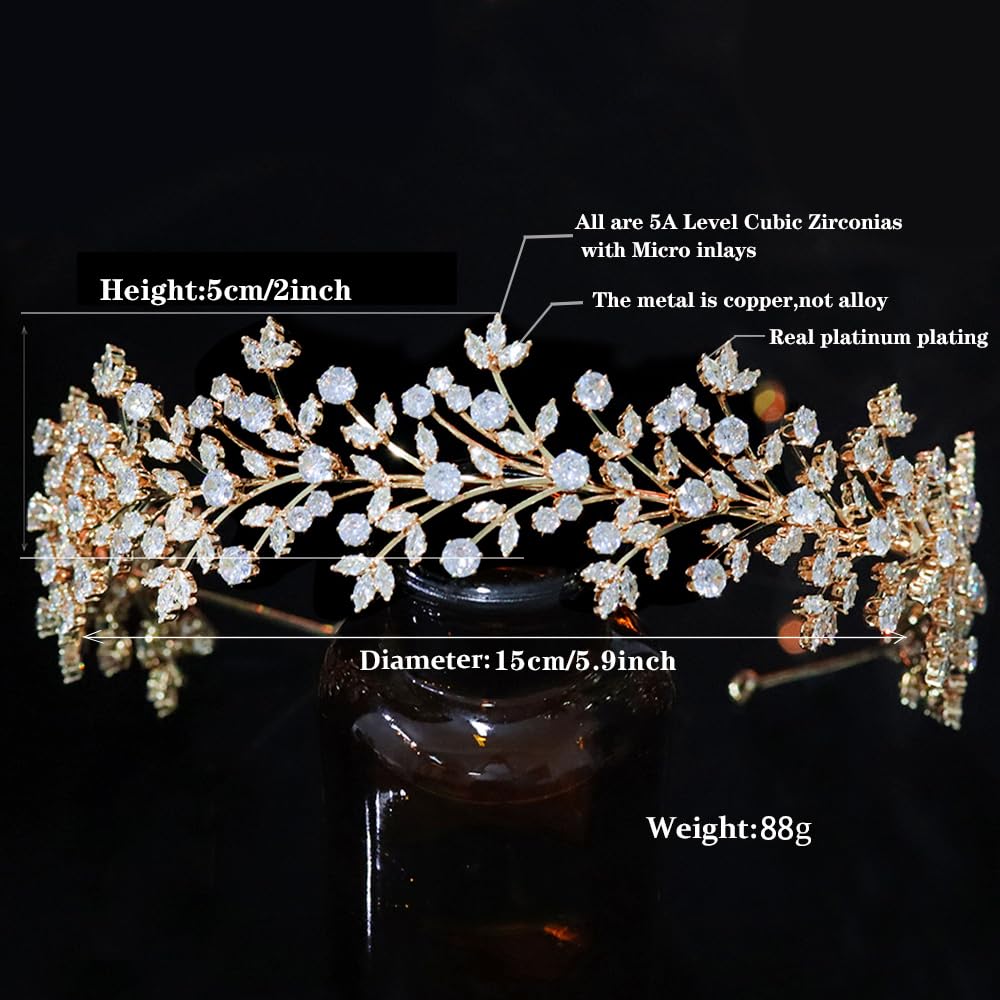 All are 5A Level Cubic Zirconias
with Micro inlays
Height:5cm/2inch
The metal is copper,not alloy
Real platinum plating
Diameter:15cm/5.9inch
Weight:88g